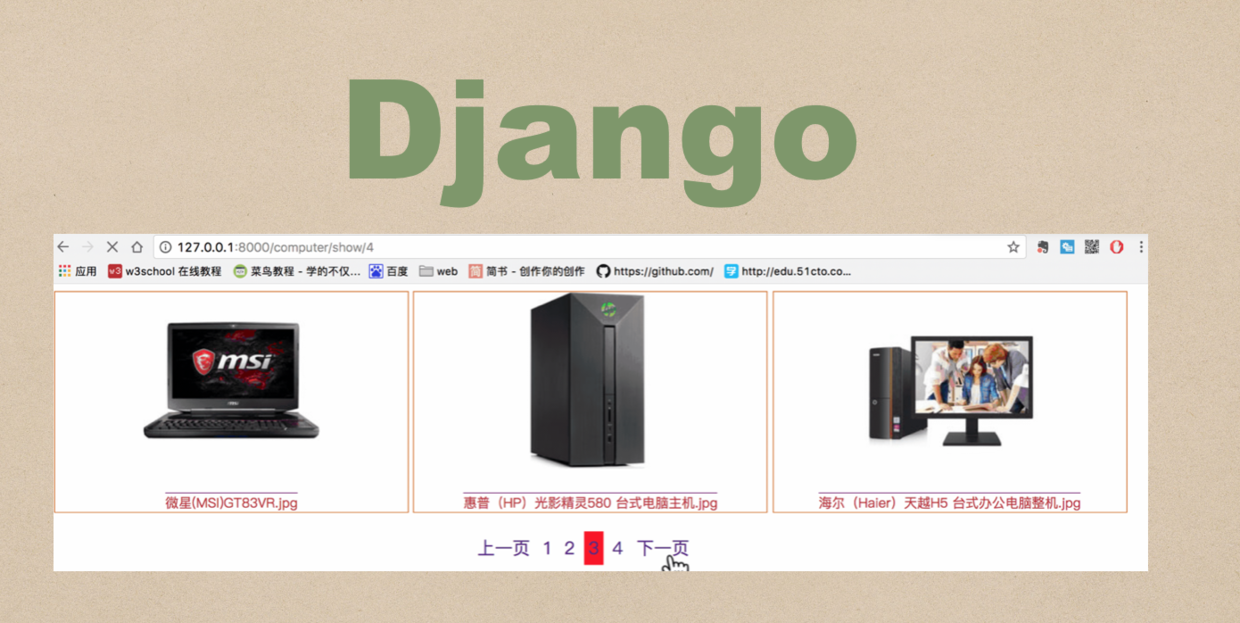 Django
127.0.0.1:8000/computer/show/4
应用 w3 w3school 在线教程 菜鸟教程 - 学的不仅... 百度 web 简 简书 - 创作你的创作 https://github.com/ http://edu.51cto.co...
msi
微星(MSI)GT83VR.jpg
惠普（HP）光影精灵580 台式电脑主机.jpg
海尔（Haier）天越H5 台式办公电脑整机.jpg
上一页 1 2 3 4 下一页